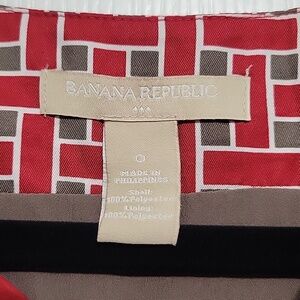 BANANA REPUBLIC
0
MADE IN
PHILIPPINES
Shell:
100% Polyester
Lining:
100% Polyester